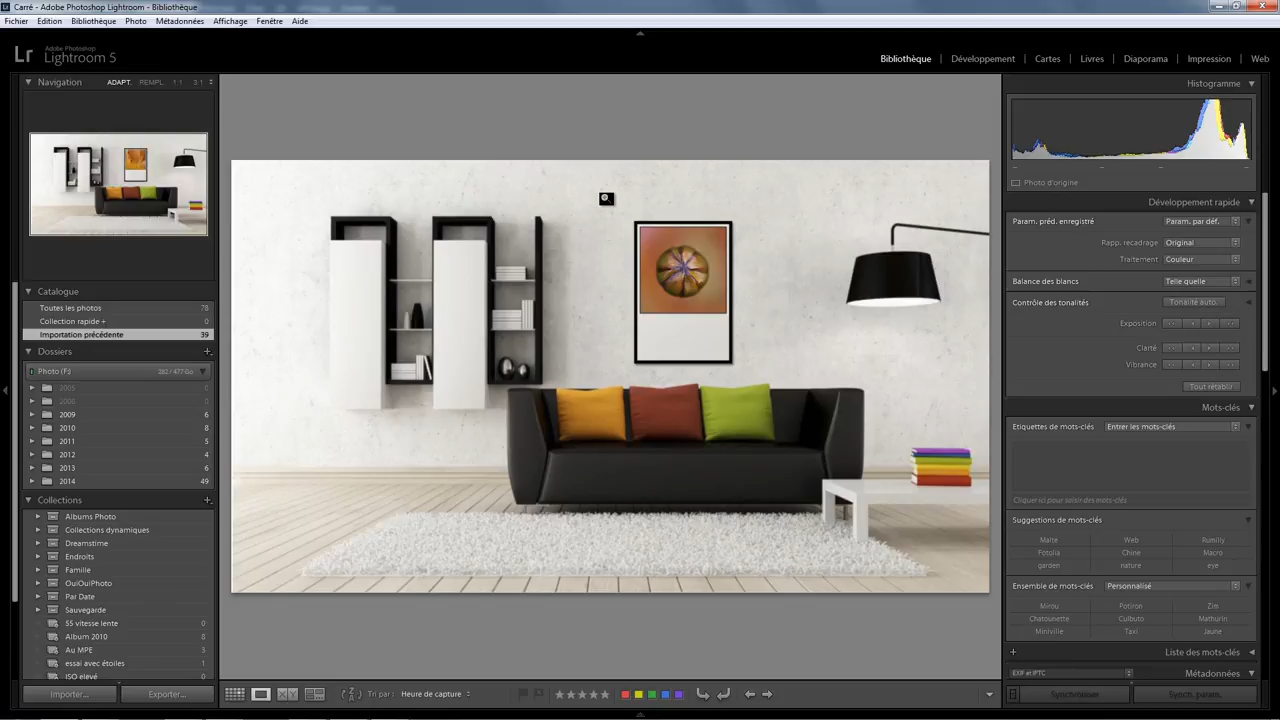 Carré - Adobe Photoshop Lightroom - Bibliothèque
Fichier Edition Bibliothèque Photo Métadonnées Affichage Fenêtre Aide
Lr Adobe Photoshop
Lightroom 5
Bibliothèque | Développement | Cartes | Livres | Diaporama | Impression | Web
Navigation ADAPT. REMPL. 1:1 3:1
Catalogue
Toutes les photos 78
Collection rapide + 0
Importation précédente 39
Dossiers +
Photo (F:) 282 / 477 Go
2005 0
2008 0
2009 6
2010 8
2011 5
2012 4
2013 6
2014 49
Collections +
Albums Photo
Collections dynamiques
Dreamstime
Endroits
Famille
OuiOuiPhoto
Par Date
Sauvegarde
55 vitesse lente 0
Album 2010 8
Au MPE 0
essai avec étoiles 1
ISO élevé
Importer... Exporter...
Tri par : Heure de capture
Histogramme
Photo d'origine
Développement rapide
Param. préd. enregistré Param. par déf.
Rapp. recadrage Original
Traitement Couleur
Balance des blancs Telle quelle
Contrôle des tonalités Tonalité auto.
Exposition
Clarté
Vibrance
Tout rétablir
Mots-clés
Etiquettes de mots-clés Entrer les mots-clés
Cliquer ici pour saisir des mots-clés
Suggestions de mots-clés
Malte Web Rumilly
Fotolia Chine Macro
garden nature eye
Ensemble de mots-clés Personnalisé
Mirou Potiron Zim
Chatounette Culbuto Mathurin
Miniville Taxi Jaune
+ Liste des mots-clés
EXIF et IPTC Métadonnées
Synchroniser Synch. param.